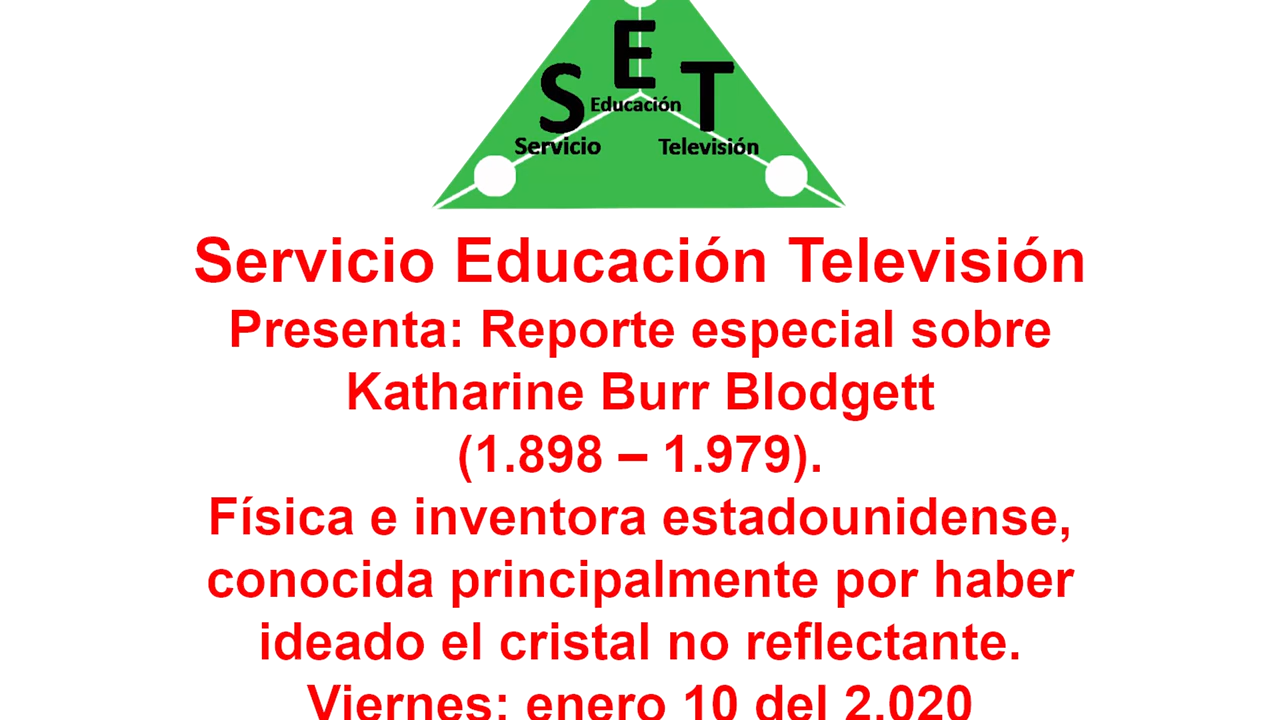 E
S T
Educación
Servicio Televisión
Servicio Educación Televisión
Presenta: Reporte especial sobre
Katharine Burr Blodgett
(1.898 – 1.979).
Física e inventora estadounidense,
conocida principalmente por haber
ideado el cristal no reflectante.
Viernes: enero 10 del 2.020